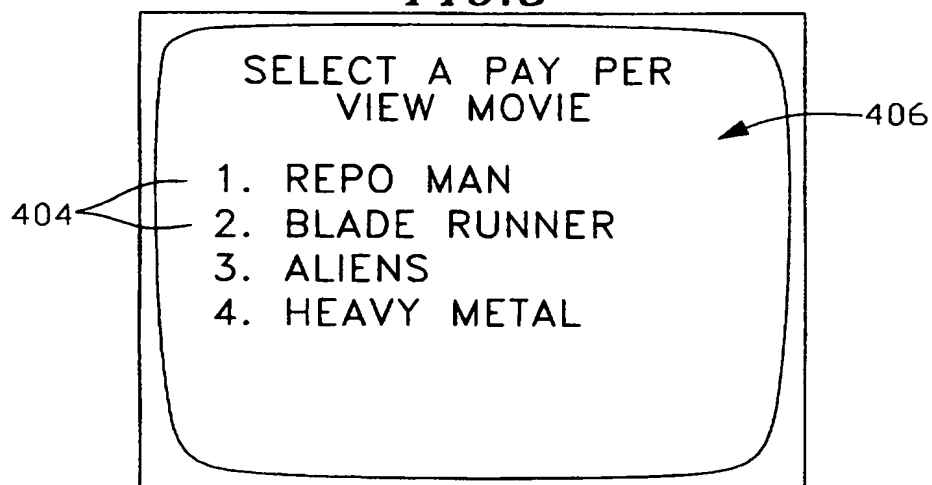 SELECT A PAY PER
VIEW MOVIE
406
1. REPO MAN
404
2. BLADE RUNNER
3. ALIENS
4. HEAVY METAL